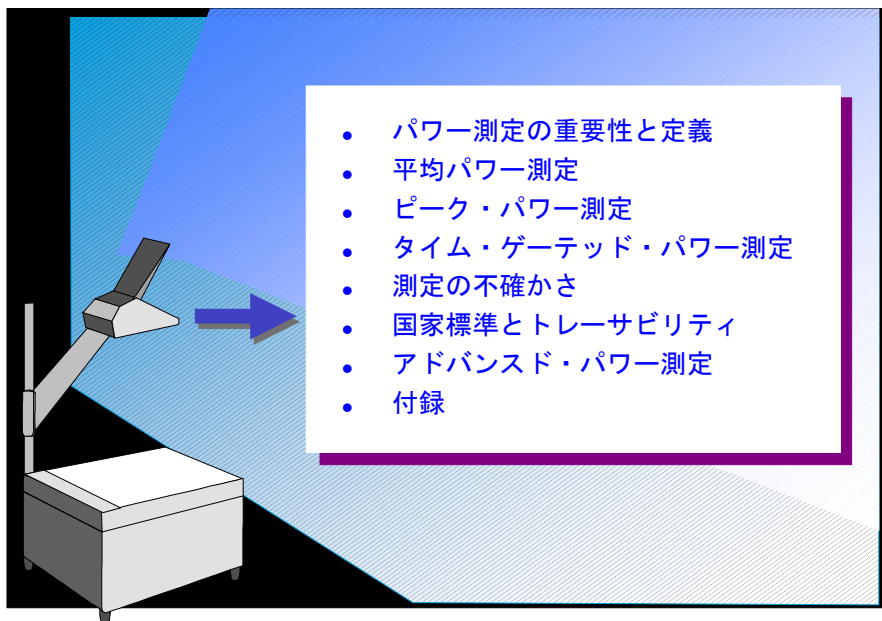 • パワー測定の重要性と定義
• 平均パワー測定
• ピーク・パワー測定
• タイム・ゲーテッド・パワー測定
• 測定の不確かさ
• 国家標準とトレーサビリティ
• アドバンスド・パワー測定
• 付録